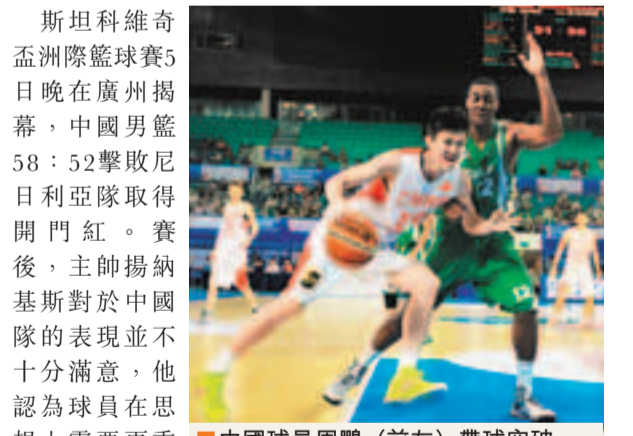 斯坦科維奇
盃洲際籃球賽5
日晚在廣州揭
幕，中國男籃
58：52擊敗尼
日利亞隊取得
開門紅。賽
後，主帥揚納
基斯對於中國
隊的表現並不
十分滿意，他
認為球員在思